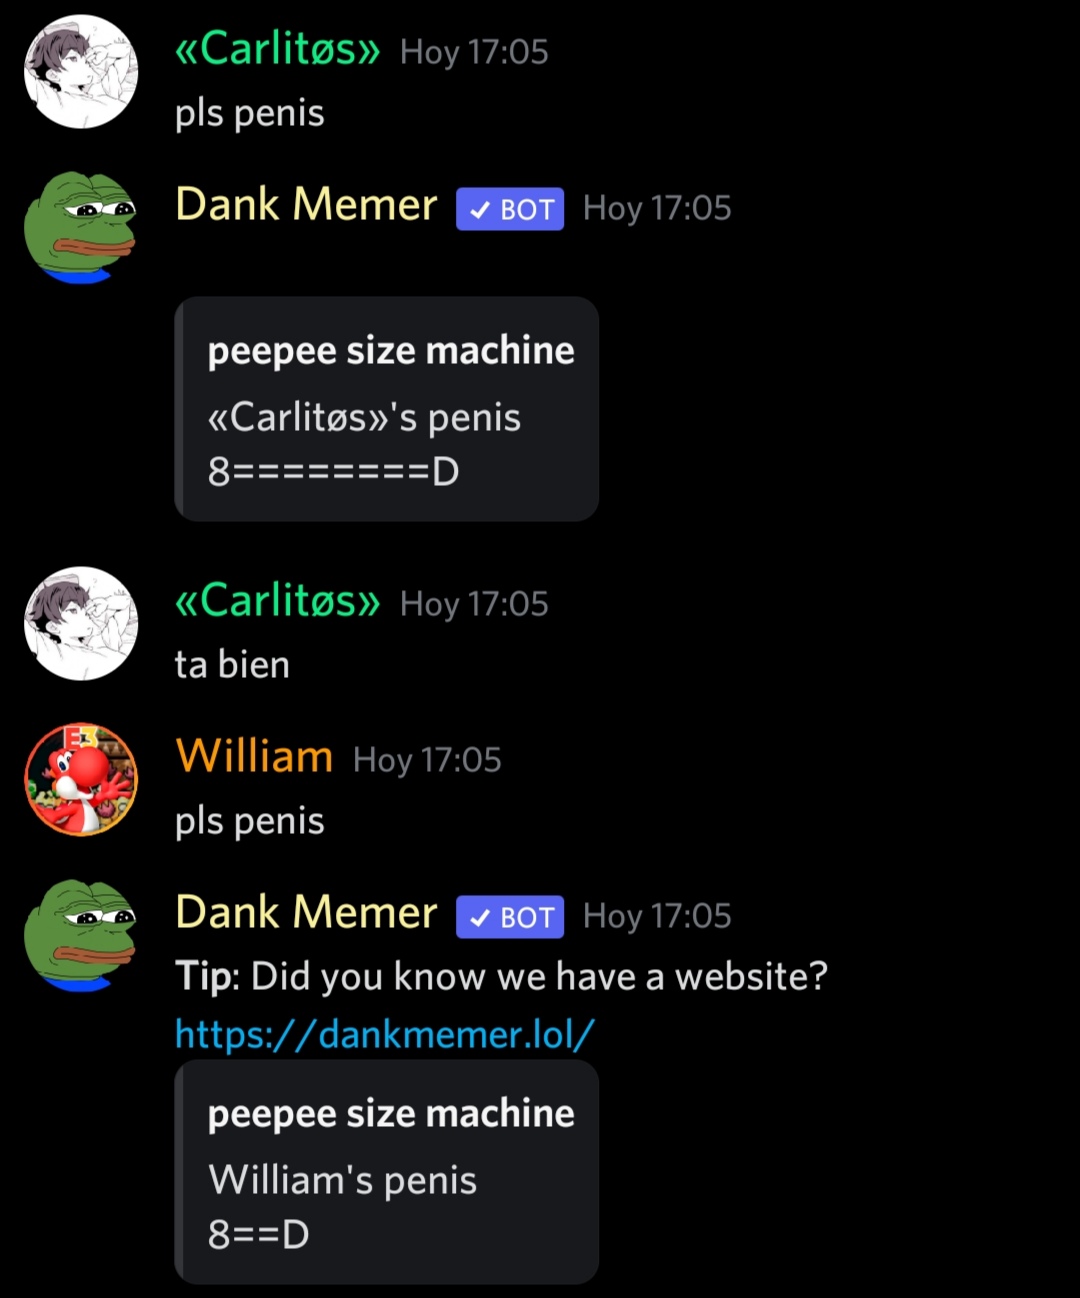 «Carlitøs» Hoy 17:05
pls penis
Dank Memer ✓ BOT Hoy 17:05
peepee size machine
«Carlitøs»'s penis
8========D
«Carlitøs» Hoy 17:05
ta bien
E3
William Hoy 17:05
pls penis
Dank Memer ✓ BOT Hoy 17:05
Tip: Did you know we have a website?
https://dankmemer.lol/
peepee size machine
William's penis
8==D